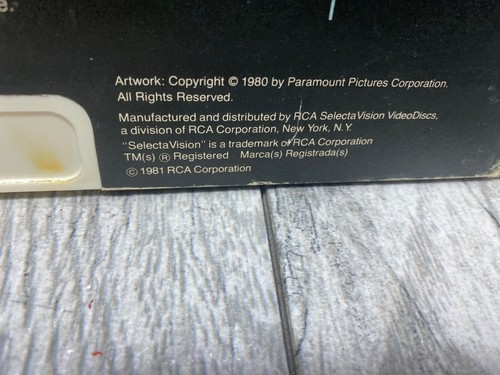 e.
Artwork: Copyright © 1980 by Paramount Pictures Corporation.
All Rights Reserved.
Manufactured and distributed by RCA SelectaVision VideoDiscs,
a division of RCA Corporation, New York, N.Y.
"SelectaVision" is a trademark of RCA Corporation
TM(s) ® Registered Marca(s) Registrada(s)
© 1981 RCA Corporation